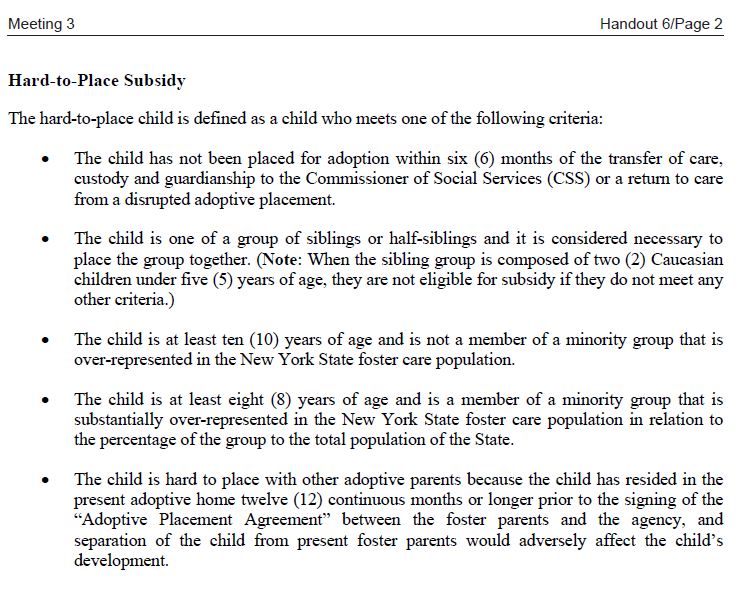 Meeting 3
Handout 6/Page 2
Hard-to-Place Subsidy
The hard-to-place child is defined as a child who meets one of the following criteria:
• The child has not been placed for adoption within six (6) months of the transfer of care,
custody and guardianship to the Commissioner of Social Services (CSS) or a return to care
from a disrupted adoptive placement.
• The child is one of a group of siblings or half-siblings and it is considered necessary to
place the group together. (Note: When the sibling group is composed of two (2) Caucasian
children under five (5) years of age, they are not eligible for subsidy if they do not meet any
other criteria.)
• The child is at least ten (10) years of age and is not a member of a minority group that is
over-represented in the New York State foster care population.
• The child is at least eight (8) years of age and is a member of a minority group that is
substantially over-represented in the New York State foster care population in relation to
the percentage of the group to the total population of the State.
• The child is hard to place with other adoptive parents because the child has resided in the
present adoptive home twelve (12) continuous months or longer prior to the signing of the
“Adoptive Placement Agreement” between the foster parents and the agency, and
separation of the child from present foster parents would adversely affect the child’s
development.